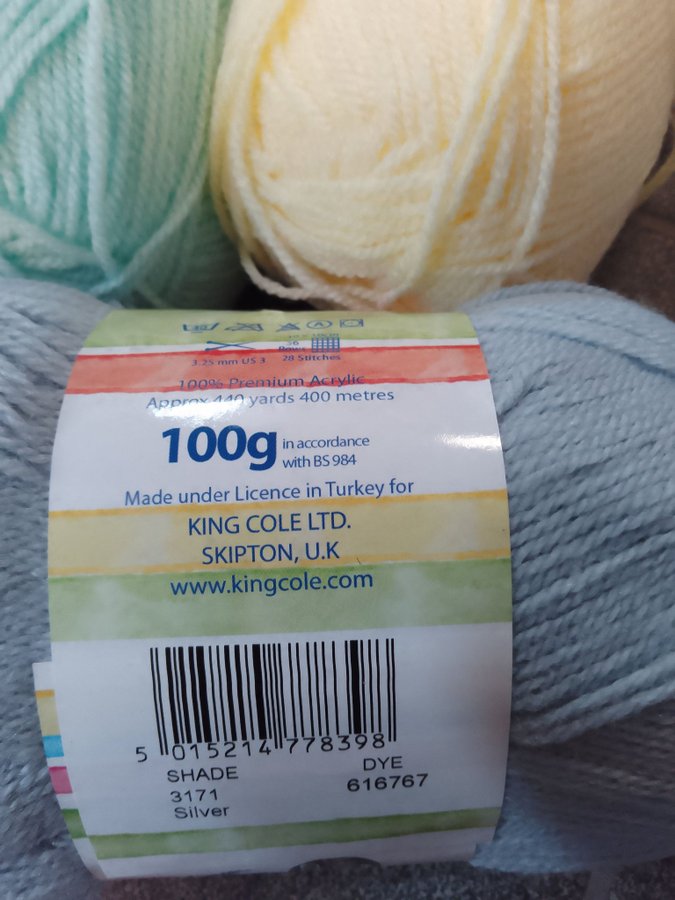 36
Rows
3.25 mm US 3 28 Stitches
100% Premium Acrylic
Approx 440 yards 400 metres
100g in accordance
with BS 984
Made under Licence in Turkey for
KING COLE LTD.
SKIPTON, U.K
www.kingcole.com
5 015214 778398
SHADE DYE
3171 616767
Silver